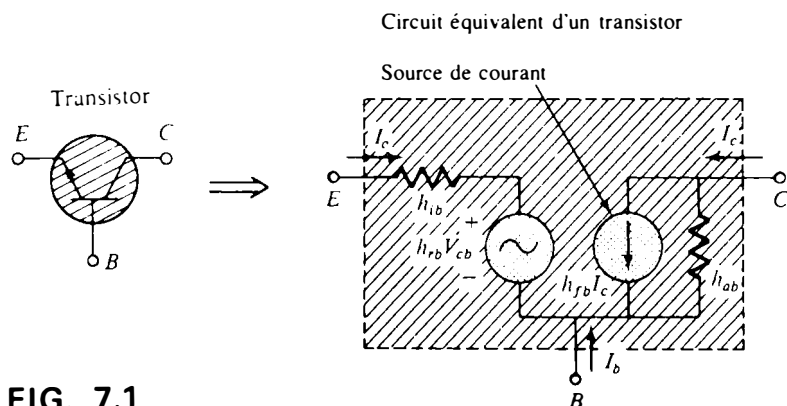 Circuit équivalent d'un transistor
Source de courant
Transistor
E
C
B
I_c
I_c
E
C
h_ib
+
h_rb V_cb
−
h_fb I_c
h_ab
I_b
B
FIG 7.1